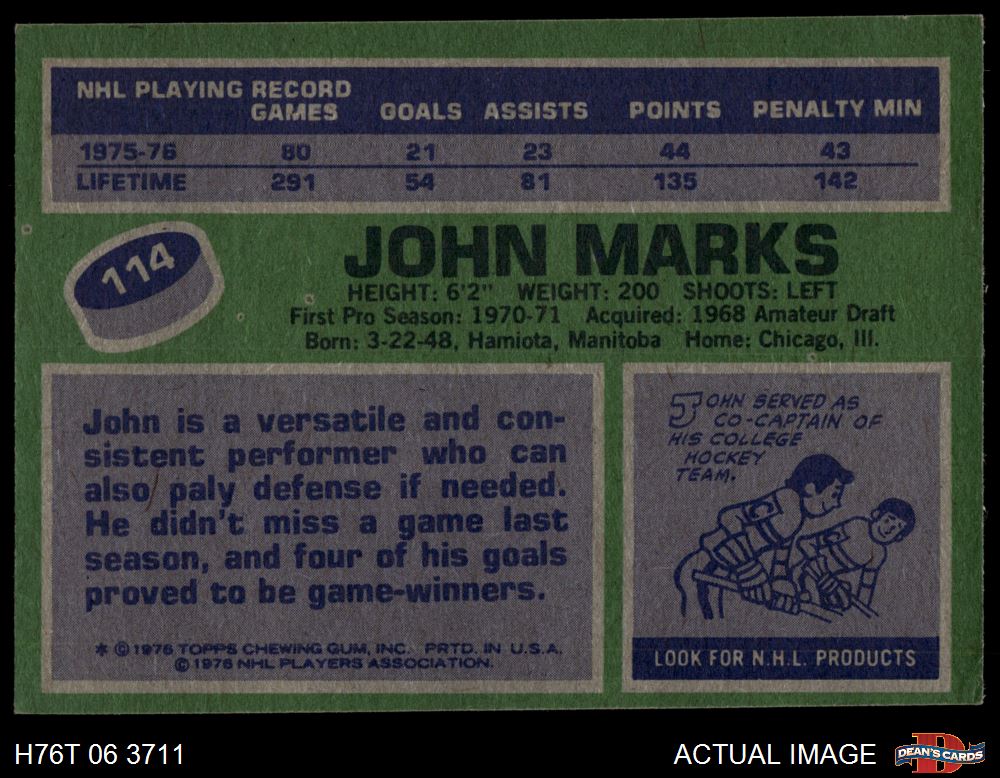 NHL PLAYING RECORD
GAMES GOALS ASSISTS POINTS PENALTY MIN
1975-76 80 21 23 44 43
LIFETIME 291 54 81 135 142
114
JOHN MARKS
HEIGHT: 6'2" WEIGHT: 200 SHOOTS: LEFT
First Pro Season: 1970-71 Acquired: 1968 Amateur Draft
Born: 3-22-48, Hamiota, Manitoba Home: Chicago, Ill.
John is a versatile and con-
sistent performer who can
also paly defense if needed.
He didn't miss a game last
season, and four of his goals
proved to be game-winners.
* © 1976 TOPPS CHEWING GUM, INC. PRTD. IN U.S.A.
© 1976 NHL PLAYERS ASSOCIATION.
JOHN SERVED AS
CO-CAPTAIN OF
HIS COLLEGE
HOCKEY
TEAM.
LOOK FOR N.H.L. PRODUCTS
H76T 06 3711
ACTUAL IMAGE
DEAN'S CARDS